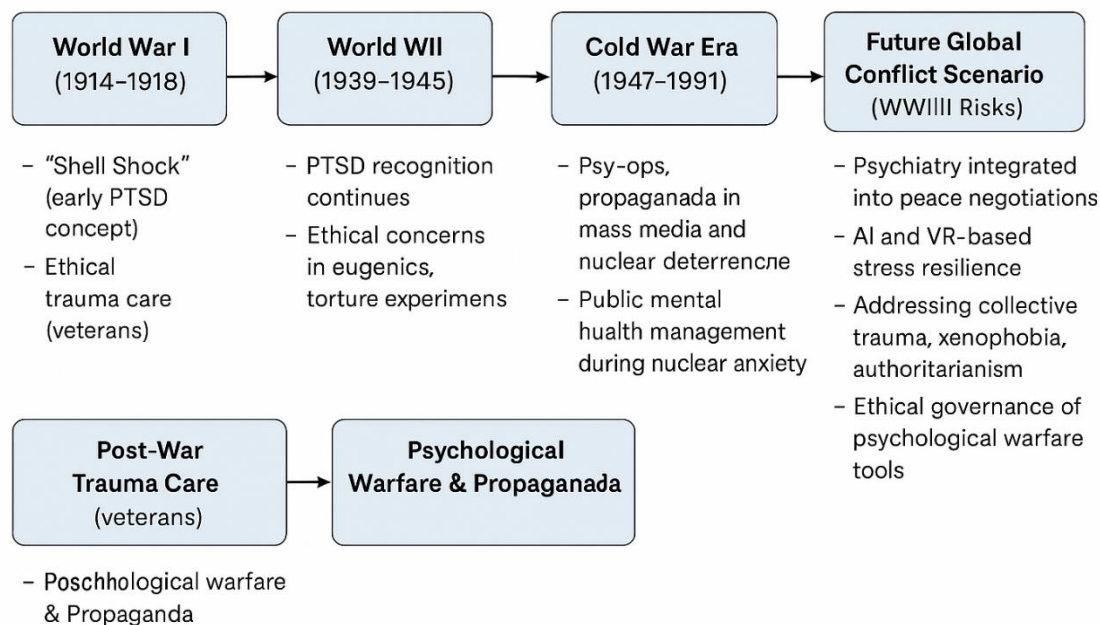 World War I
(1914–1918)
World WII
(1939–1945)
Cold War Era
(1947–1991)
Future Global
Conflict Scenario
(WWIIII Risks)
– “Shell Shock”
(early PTSD
concept)
– Ethical
trauma care
(veterans)
– PTSD recognition
continues
– Ethical concerns
in eugenics,
torture experimens
– Psy-ops,
propaganada in
mass media and
nuclear deterrencле
– Public mental
health management
during nuclear anxiety
– Psychiatry integrated
into peace negotiations
– AI and VR-based
stress resilience
– Addressing collective
trauma, xenophobia,
authoritarianism
– Ethical governance of
psychological warfare
tools
Post-War
Trauma Care
(veterans)
Psychological
Warfare & Propaganada
– Poschhological warfare
& Propaganda